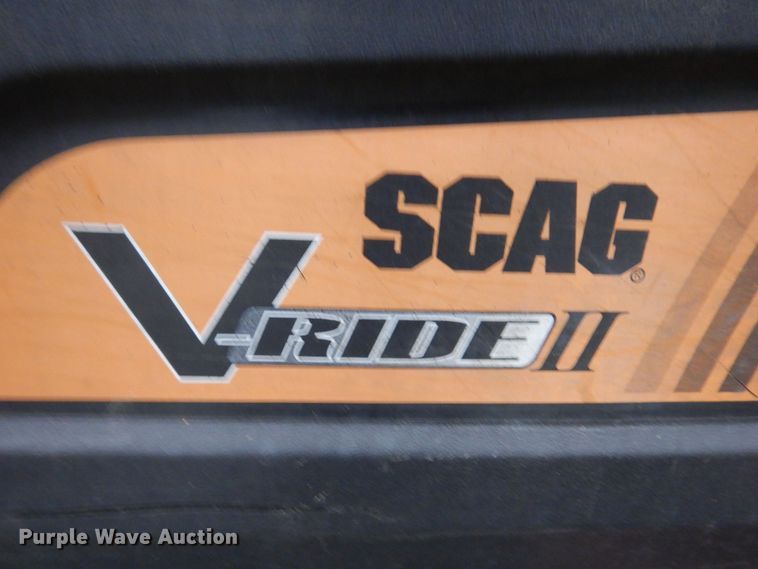 SCAG®
V-RIDE II
Purple Wave Auction